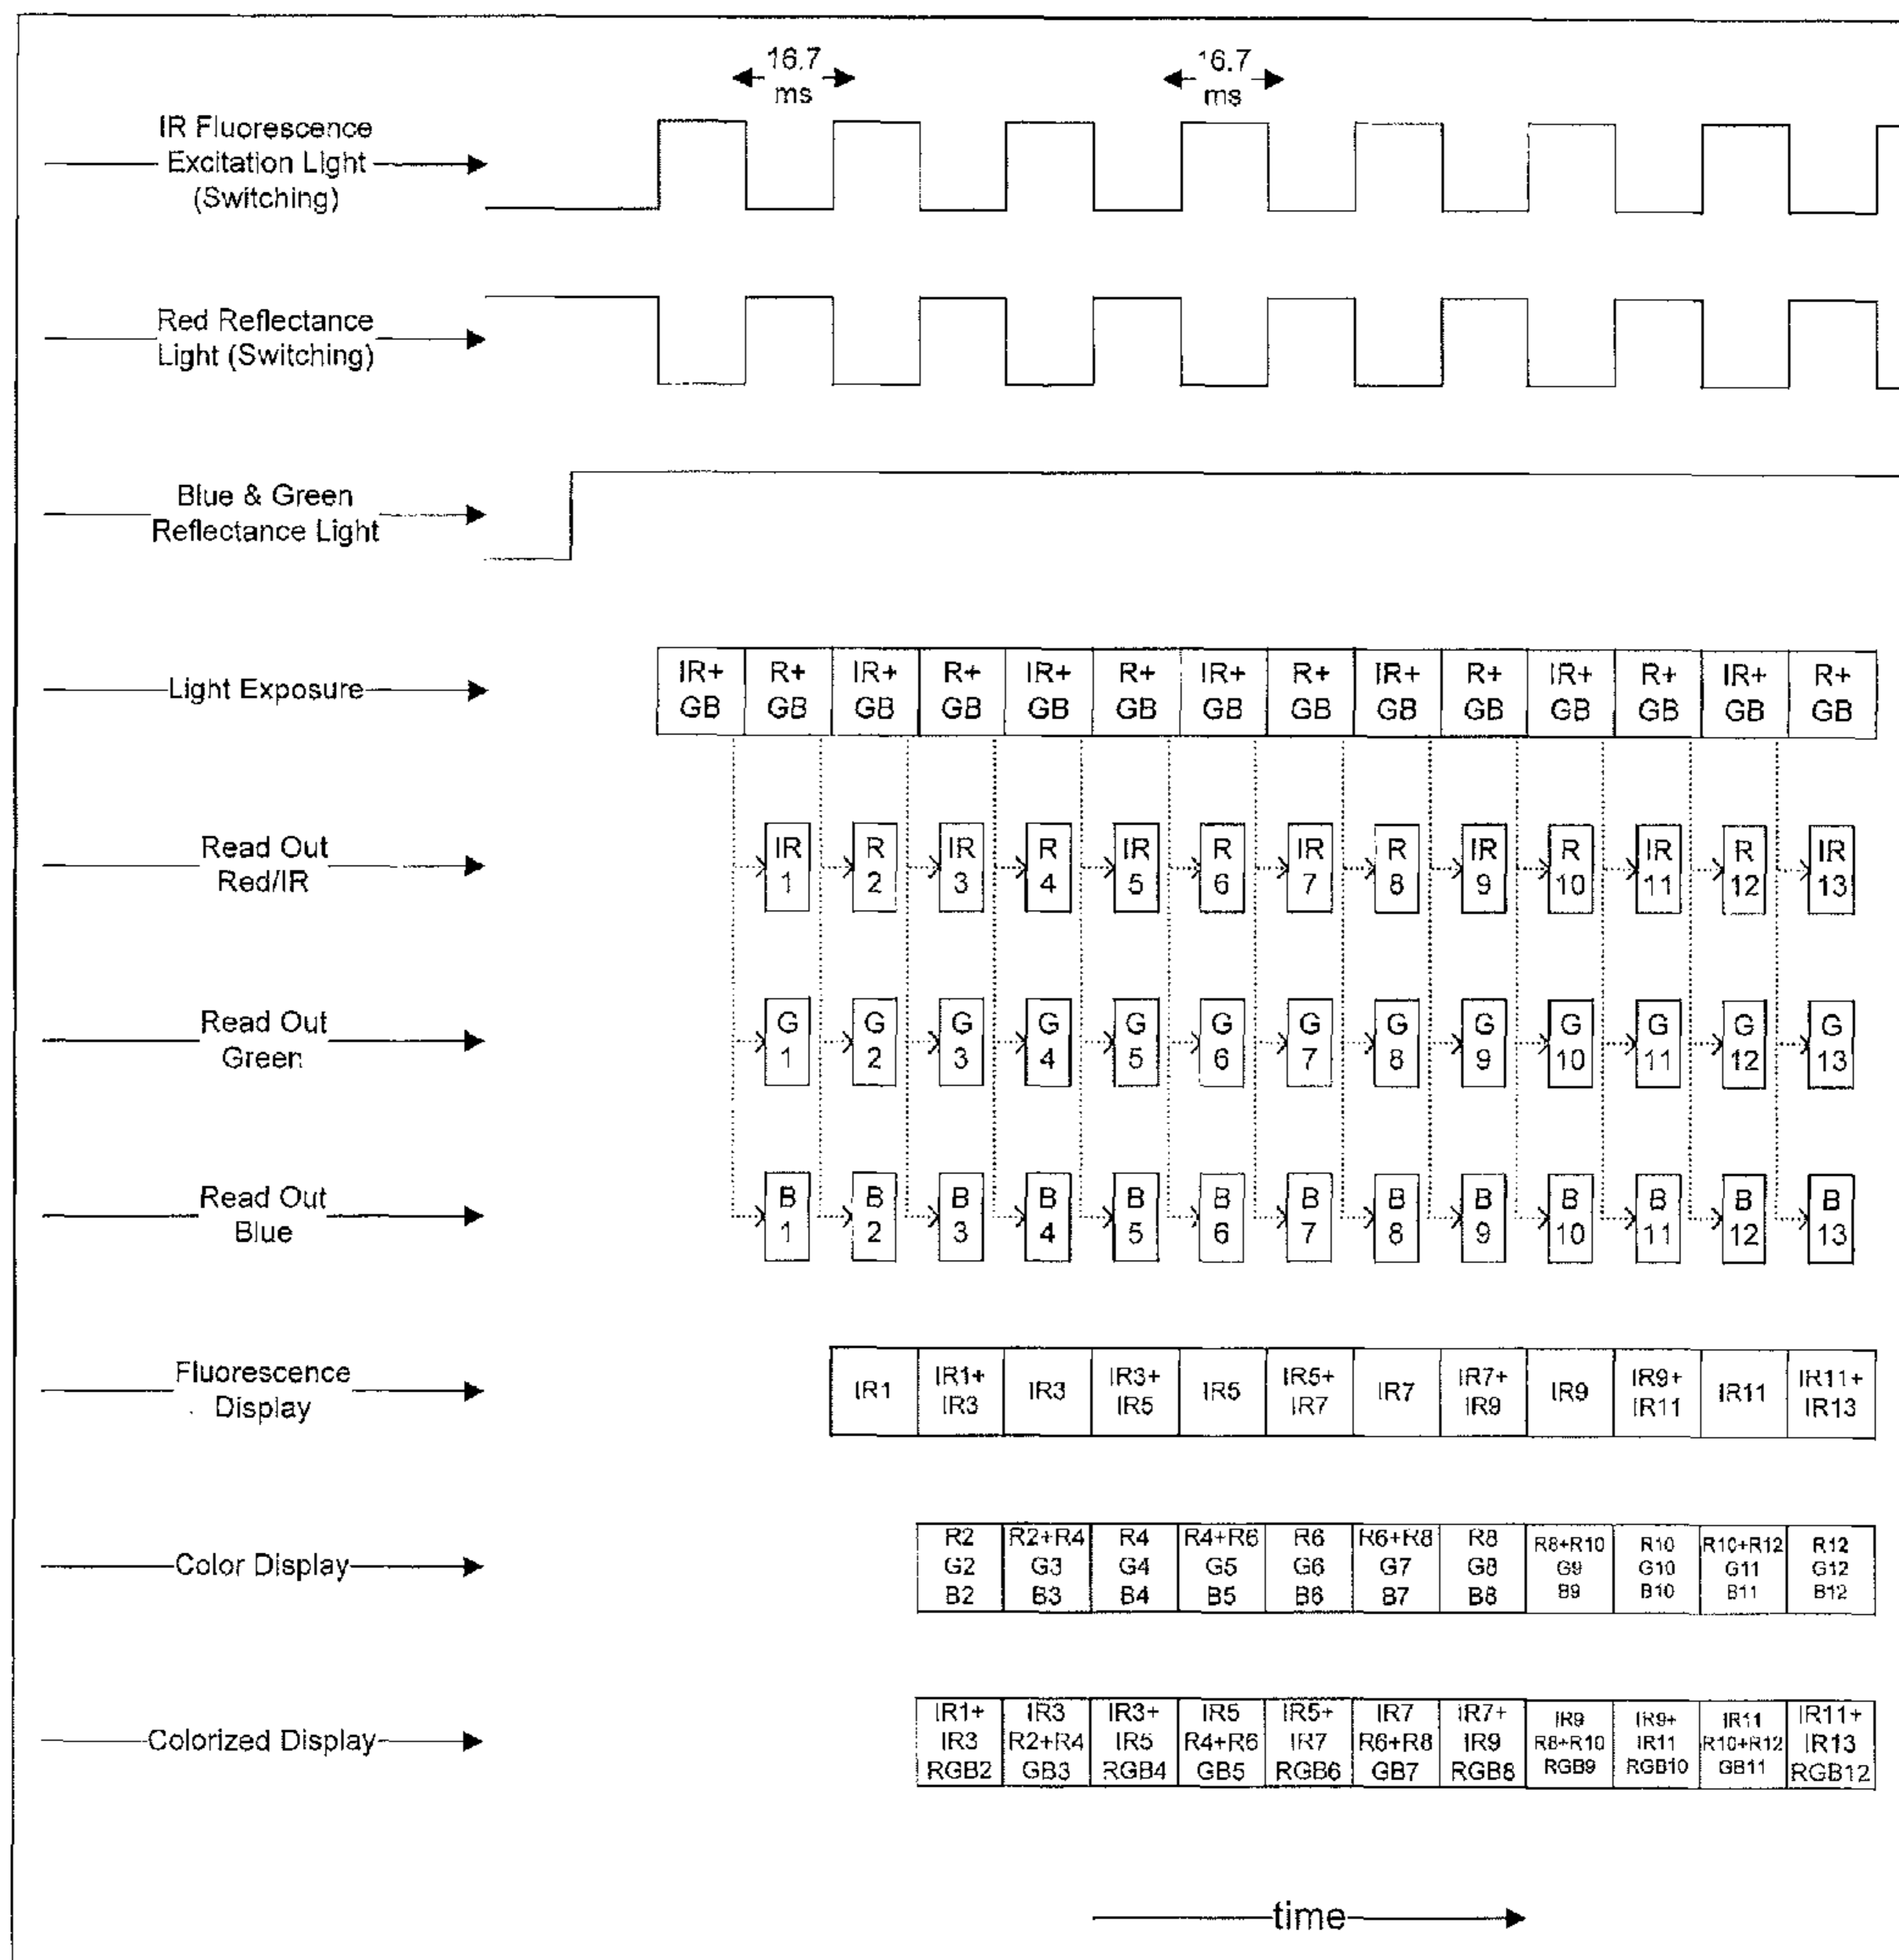 16.7
ms
16.7
ms
IR Fluorescence
Excitation Light
(Switching)
Red Reflectance
Light (Switching)
Blue & Green
Reflectance Light
Light Exposure
IR+ R+ IR+ R+ IR+ R+ IR+ R+ IR+ R+ IR+ R+ IR+ R+
GB GB GB GB GB GB GB GB GB GB GB GB GB GB
Read Out
Red/IR
IR R IR R IR R IR R IR R IR R IR
1 2 3 4 5 6 7 8 9 10 11 12 13
Read Out
Green
G G G G G G G G G G G G G
1 2 3 4 5 6 7 8 9 10 11 12 13
Read Out
Blue
B B B B B B B B B B B B B
1 2 3 4 5 6 7 8 9 10 11 12 13
Fluorescence
Display
IR1 IR1+ IR3 IR3+ IR5 IR5+ IR7 IR7+ IR9 IR9+ IR11 IR11+
IR3 IR5 IR7 IR9 IR11 IR13
Color Display
R2 R2+R4 R4 R4+R6 R6 R6+R8 R8 R8+R10 R10 R10+R12 R12
G2 G3 G4 G5 G6 G7 G8 G9 G10 G11 G12
B2 B3 B4 B5 B6 B7 B8 B9 B10 B11 B12
Colorized Display
IR1+ IR3 IR3+ IR5 IR5+ IR7 IR7+ IR9 IR9+ IR11 IR11+
IR3 R2+R4 IR5 R4+R6 IR7 R6+R8 IR9 R8+R10 IR11 R10+R12 IR13
RGB2 GB3 RGB4 GB5 RGB6 GB7 RGB8 RGB9 RGB10 GB11 RGB12
time